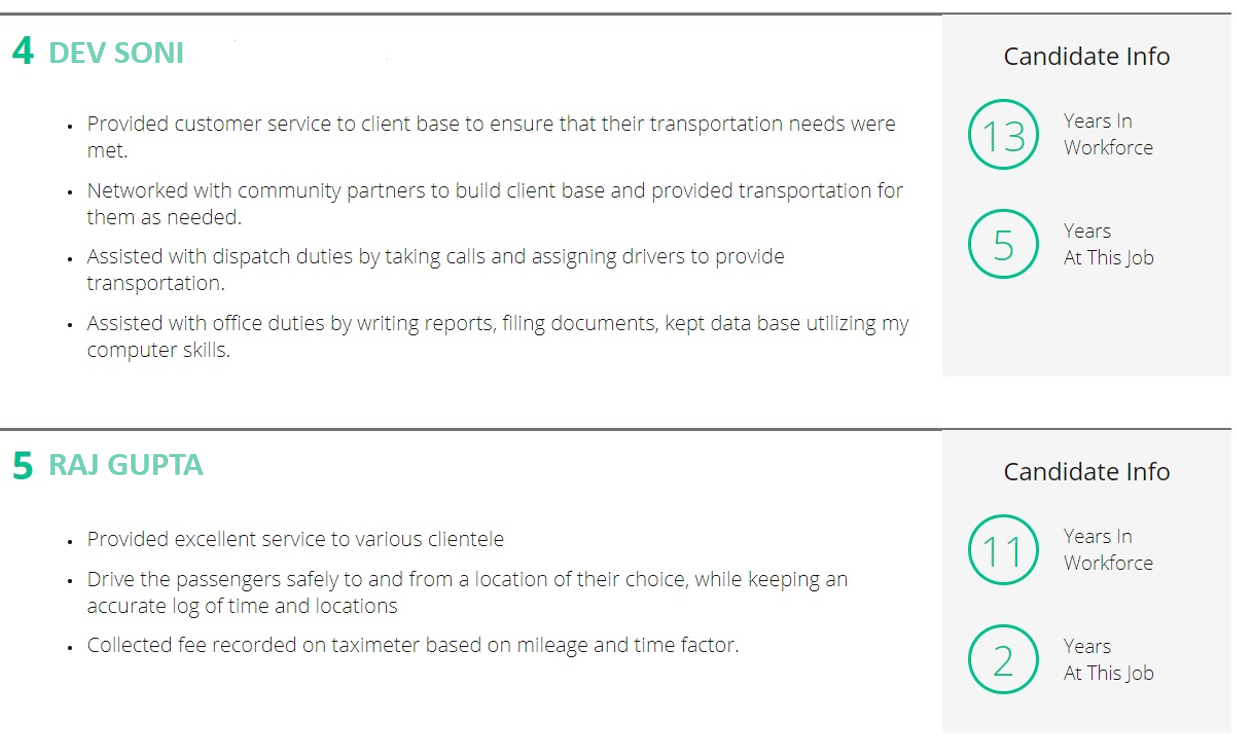 4 DEV SONI
Candidate Info
• Provided customer service to client base to ensure that their transportation needs were
met.
• Networked with community partners to build client base and provided transportation for
them as needed.
• Assisted with dispatch duties by taking calls and assigning drivers to provide
transportation.
• Assisted with office duties by writing reports, filing documents, kept data base utilizing my
computer skills.
13 Years In
Workforce
5 Years
At This Job
5 RAJ GUPTA
Candidate Info
• Provided excellent service to various clientele
• Drive the passengers safely to and from a location of their choice, while keeping an
accurate log of time and locations
• Collected fee recorded on taximeter based on mileage and time factor.
11 Years In
Workforce
2 Years
At This Job